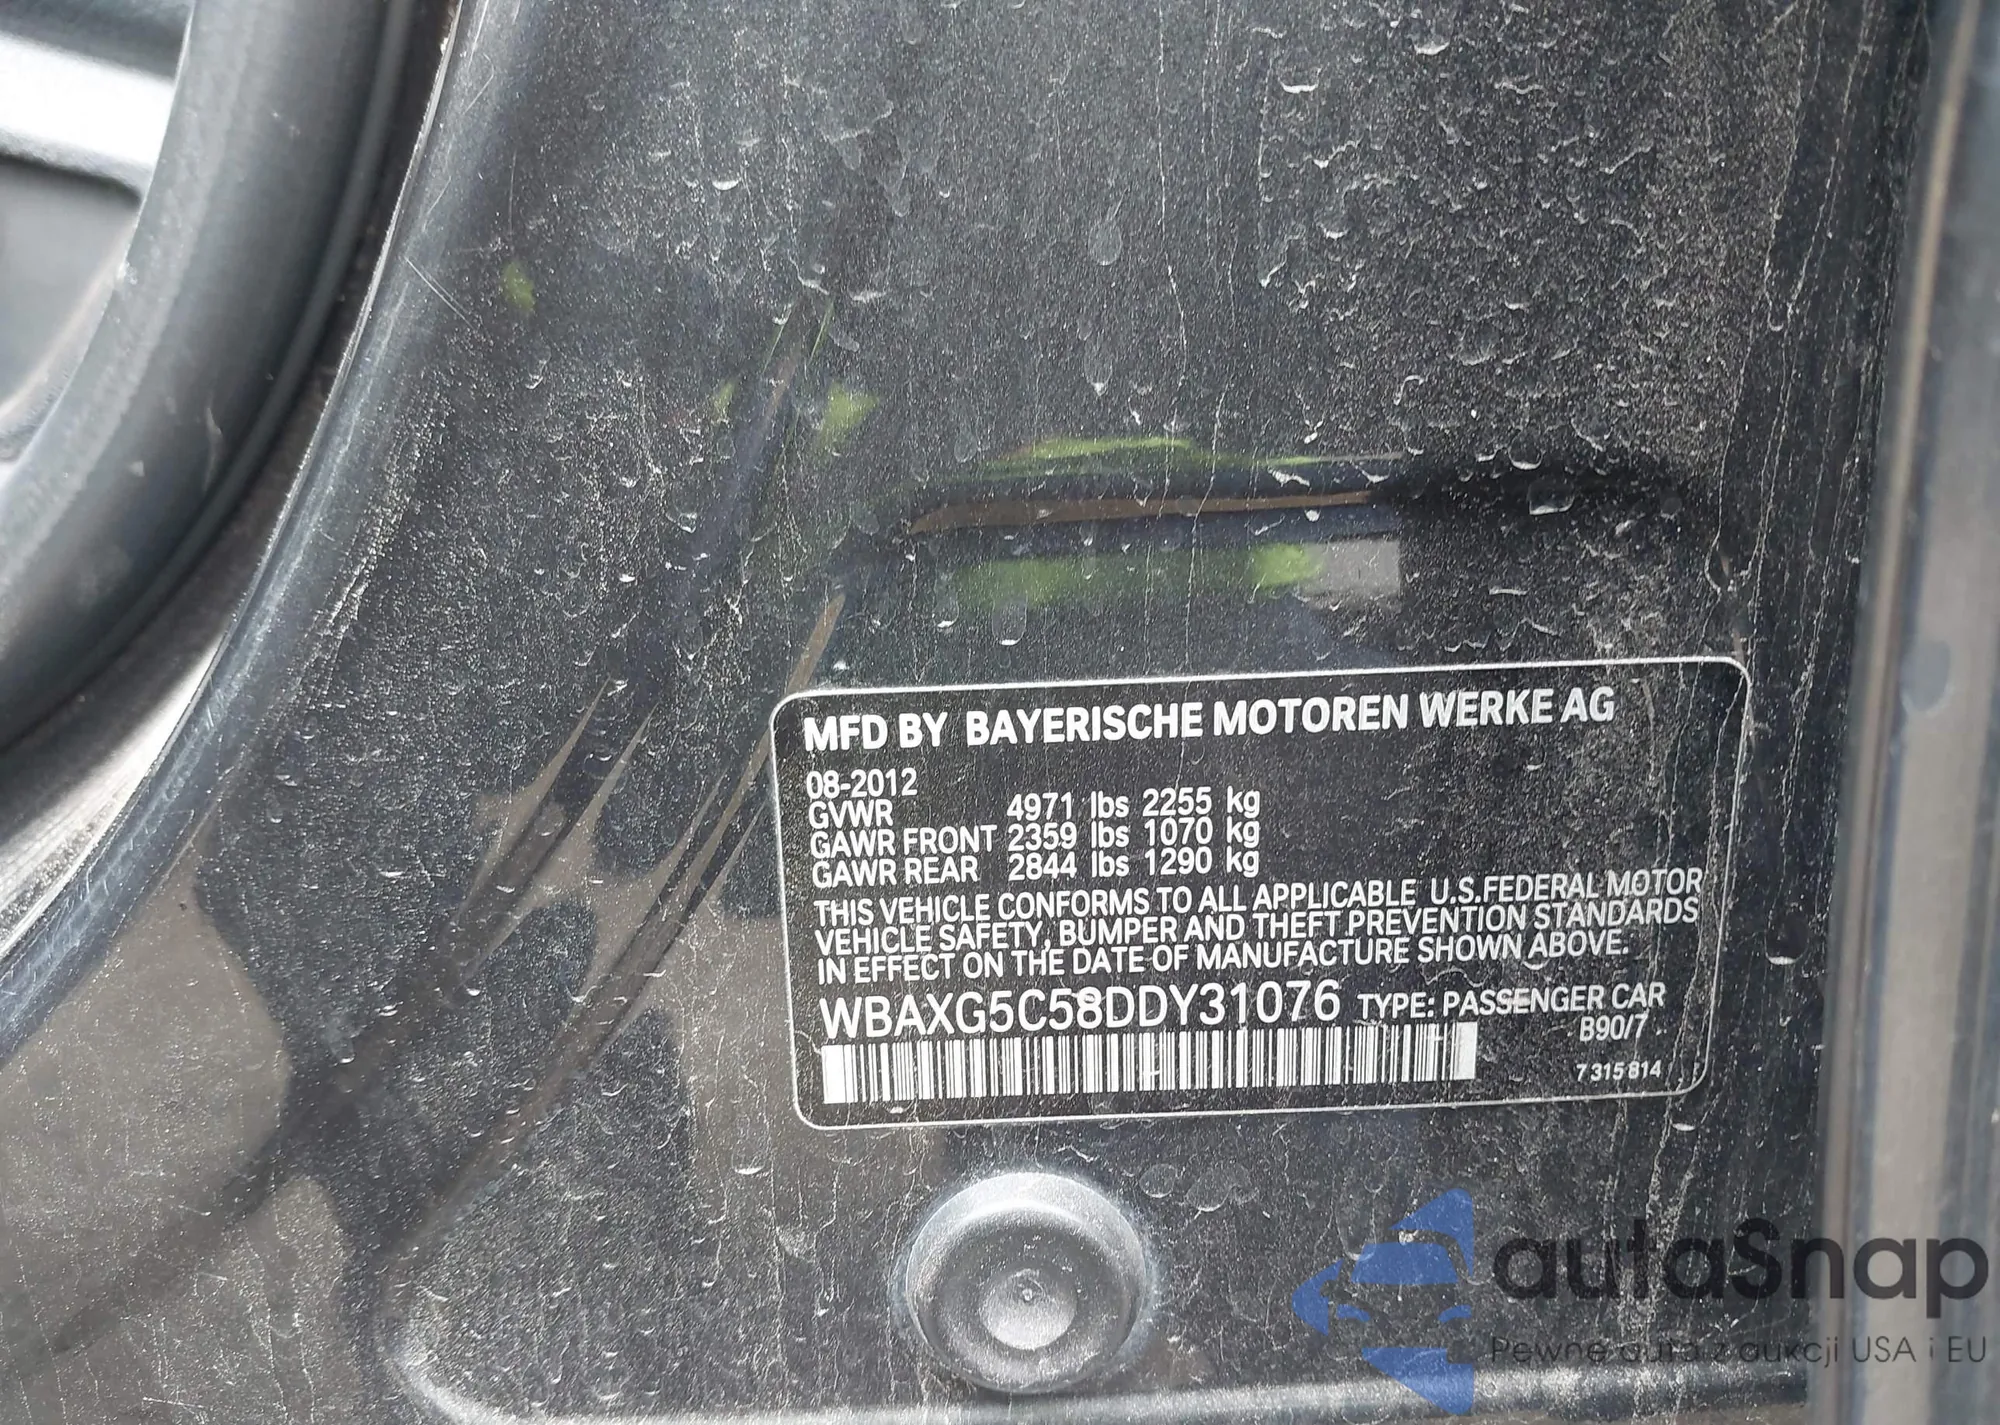 MFD BY BAYERISCHE MOTOREN WERKE AG
08-2012
GVWR 4971 lbs 2255 kg
GAWR FRONT 2359 lbs 1070 kg
GAWR REAR 2844 lbs 1290 kg
THIS VEHICLE CONFORMS TO ALL APPLICABLE U.S.FEDERAL MOTOR
VEHICLE SAFETY, BUMPER AND THEFT PREVENTION STANDARDS
IN EFFECT ON THE DATE OF MANUFACTURE SHOWN ABOVE.
WBAXG5C58DDY31076 TYPE: PASSENGER CAR
B90/7
7 315 814
autaSnap
Pewne auta z aukcji USA i EU